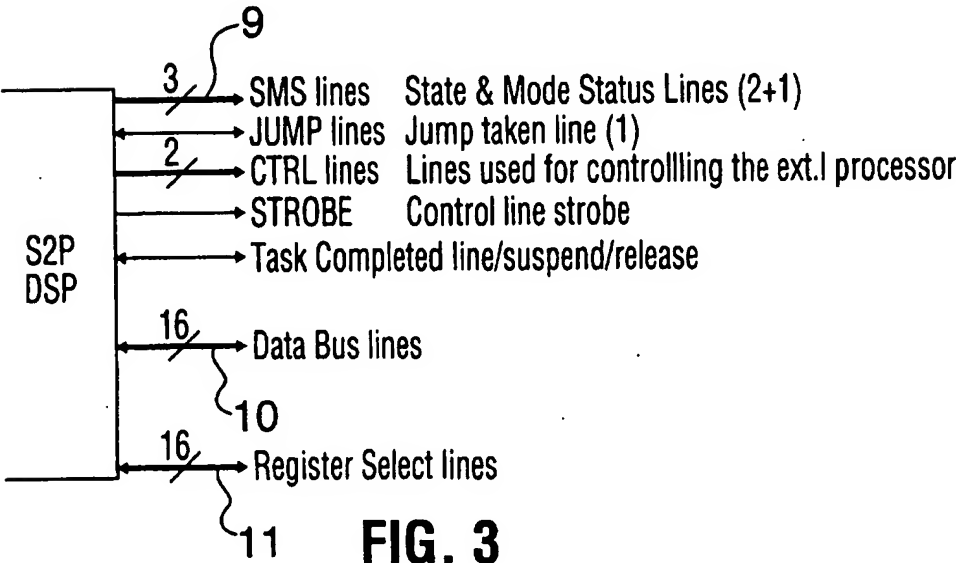 9
3 SMS lines State & Mode Status Lines (2+1)
JUMP lines Jump taken line (1)
2 CTRL lines Lines used for controllling the ext.l processor
STROBE Control line strobe
S2P
DSP
Task Completed line/suspend/release
16 Data Bus lines
10
16 Register Select lines
11
FIG. 3